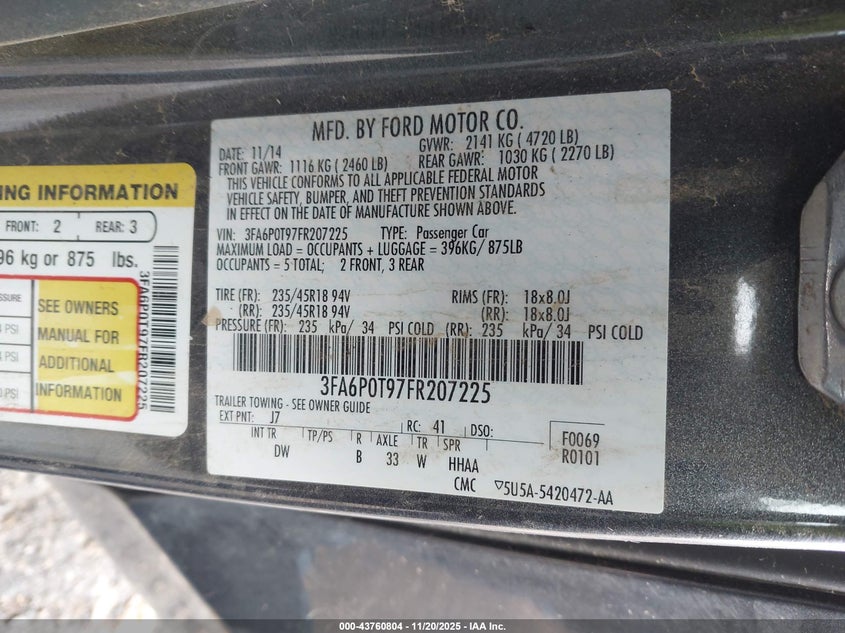 MFD. BY FORD MOTOR CO.
DATE: 11/14 GVWR: 2141 KG ( 4720 LB)
FRONT GAWR: 1116 KG ( 2460 LB) REAR GAWR: 1030 KG ( 2270 LB)
THIS VEHICLE CONFORMS TO ALL APPLICABLE FEDERAL MOTOR
VEHICLE SAFETY, BUMPER, AND THEFT PREVENTION STANDARDS
IN EFFECT ON THE DATE OF MANUFACTURE SHOWN ABOVE.
VIN: 3FA6P0T97FR207225 TYPE: Passenger Car
MAXIMUM LOAD = OCCUPANTS + LUGGAGE = 396KG/ 875LB
OCCUPANTS = 5 TOTAL; 2 FRONT, 3 REAR
TIRE (FR): 235/45R18 94V RIMS (FR): 18x8.0J
(RR): 235/45R18 94V (RR): 18x8.0J
PRESSURE (FR): 235 kPa/ 34 PSI COLD (RR): 235 kPa/ 34 PSI COLD
3FA6P0T97FR207225
TRAILER TOWING - SEE OWNER GUIDE
EXT PNT: J7 RC: 41 DSO:
INT TR TP/PS R AXLE TR SPR
DW B 33 W HHAA
CMC ▽5U5A-5420472-AA
F0069
R0101
ING INFORMATION
FRONT: 2 REAR: 3
96 kg or 875 lbs.
SEE OWNERS
MANUAL FOR
ADDITIONAL
INFORMATION
PSI
PSI
PSI
3FA6P0T97FR207225
000-43760804 - 11/20/2025 - IAA Inc.